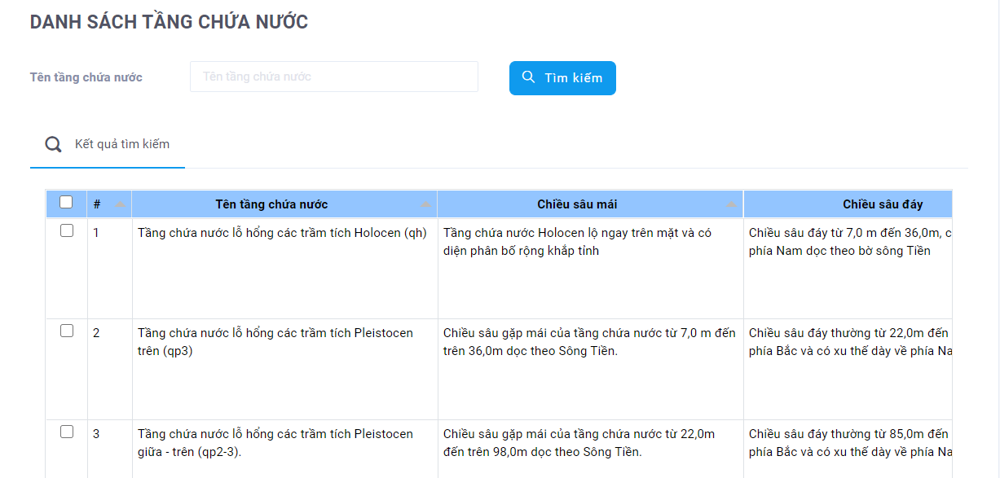 DANH SÁCH TẦNG CHỨA NƯỚC
Tên tầng chứa nước
Tên tầng chứa nước
Tìm kiếm
Kết quả tìm kiếm
# Tên tầng chứa nước Chiều sâu mái Chiều sâu đáy
1 Tầng chứa nước lỗ hổng các trầm tích Holocen (qh) Tầng chứa nước Holocen lộ ngay trên mặt và có Chiều sâu đáy từ 7,0 m đến 36,0m, c
diện phân bố rộng khắp tỉnh phía Nam dọc theo bờ sông Tiền
2 Tầng chứa nước lỗ hổng các trầm tích Pleistocen Chiều sâu gặp mái của tầng chứa nước từ 7,0 m đến Chiều sâu đáy thường từ 22,0m đến
trên (qp3) trên 36,0m dọc theo Sông Tiền. phía Bắc và có xu thế dày về phía Na
3 Tầng chứa nước lỗ hổng các trầm tích Pleistocen Chiều sâu gặp mái của tầng chứa nước từ 22,0m Chiều sâu đáy thường từ 85,0m đến
giữa - trên (qp2-3). đến trên 98,0m dọc theo Sông Tiền. phía Bắc và có xu thế dày về phía Na